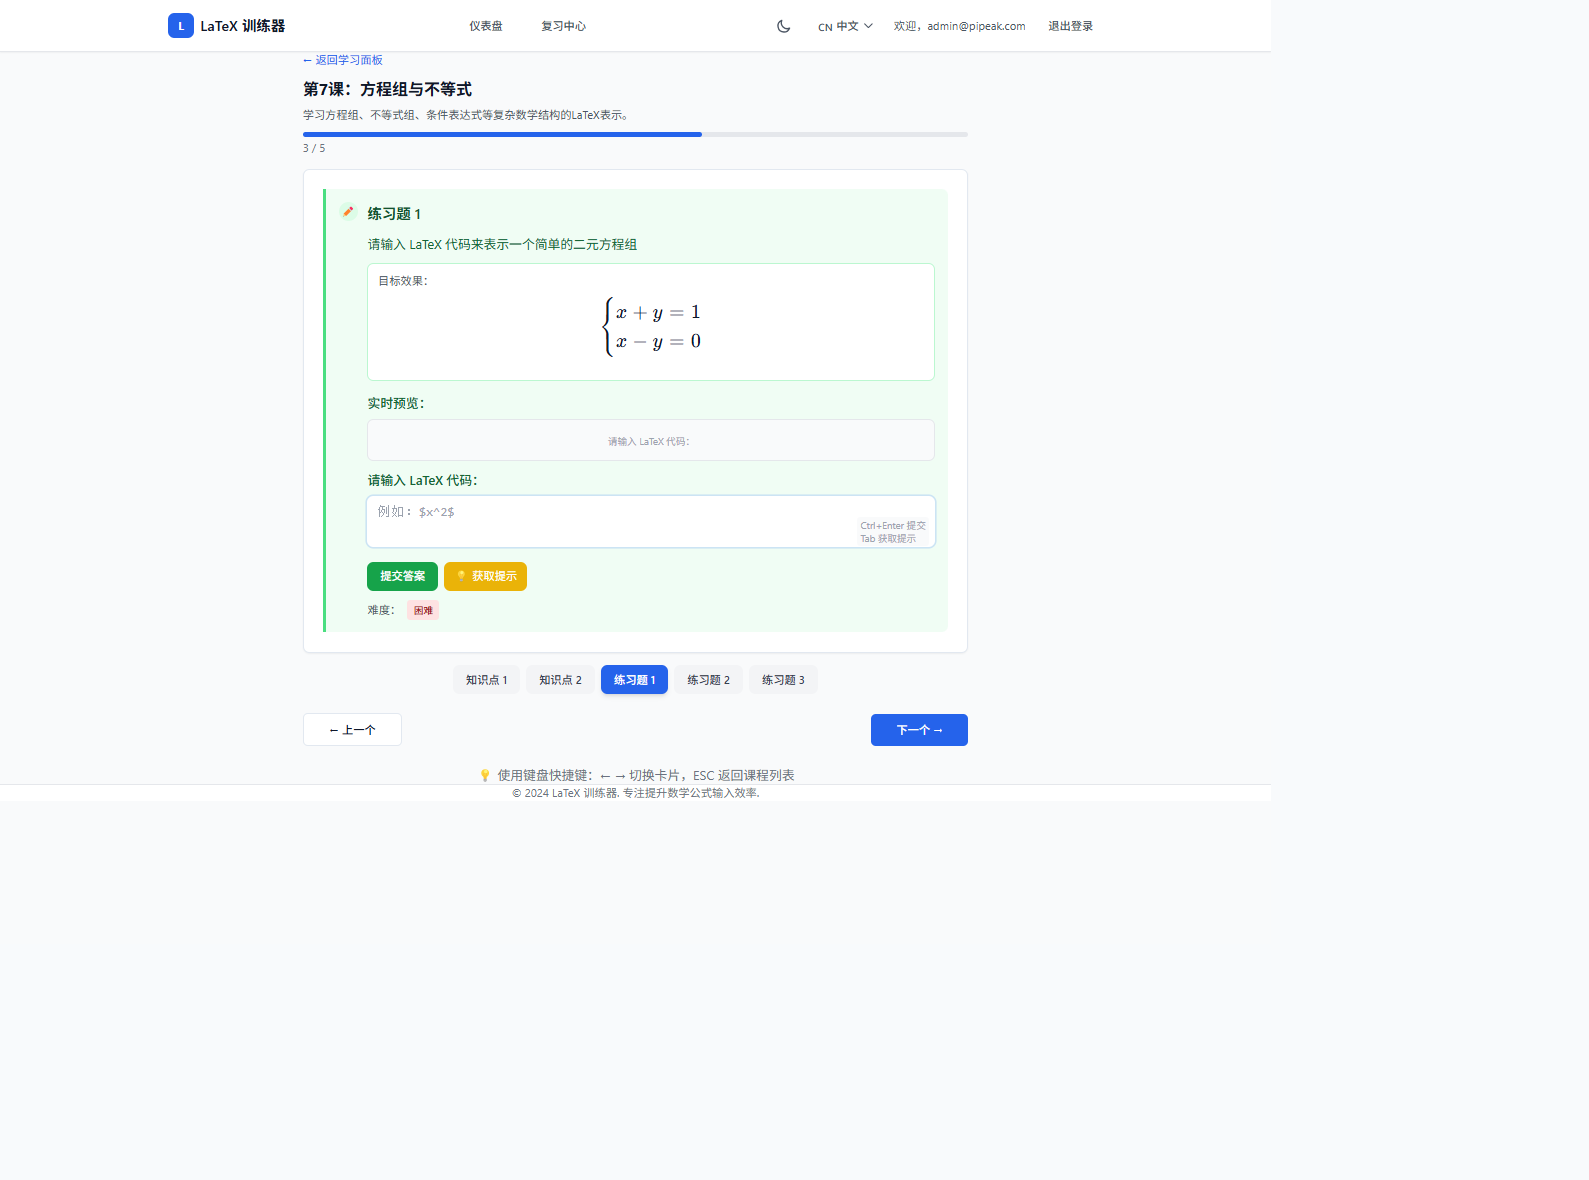 L LaTeX 训练器 仪表盘 复习中心 CN 中文 欢迎，admin@pipeak.com 退出登录
← 返回学习面板
第7课：方程组与不等式
学习方程组、不等式组、条件表达式等复杂数学结构的LaTeX表示。
3 / 5
练习题 1
请输入 LaTeX 代码来表示一个简单的二元方程组
目标效果：
x + y = 1
x − y = 0
实时预览：
请输入 LaTeX 代码：
请输入 LaTeX 代码：
例如：$x^2$
Ctrl+Enter 提交
Tab 获取提示
提交答案 💡 获取提示
难度： 困难
知识点 1 知识点 2 练习题 1 练习题 2 练习题 3
← 上一个 下一个 →
💡 使用键盘快捷键：← → 切换卡片，ESC 返回课程列表
© 2024 LaTeX 训练器. 专注提升数学公式输入效率.